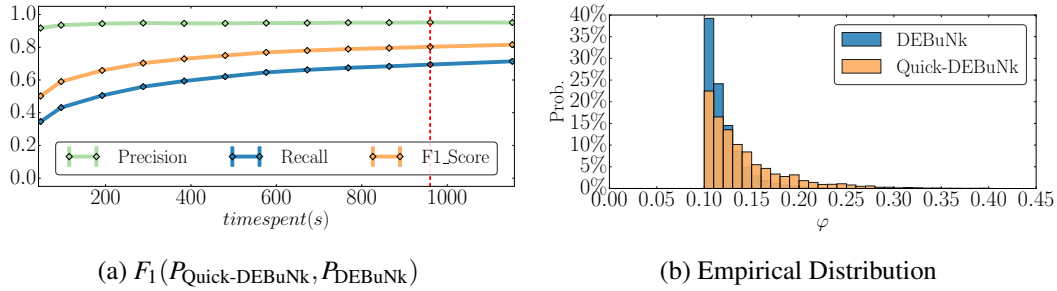 1.0
0.8
0.6
0.4
0.2
0.0
200 400 600 800 1000
timespent(s)
Precision Recall F1_Score
(a) F₁(P_Quick-DEBuNk, P_DEBuNk)
Prob.
40%
35%
30%
25%
20%
15%
10%
5%
0%
0.00 0.05 0.10 0.15 0.20 0.25 0.30 0.35 0.40 0.45
φ
DEBuNk
Quick-DEBuNk
(b) Empirical Distribution